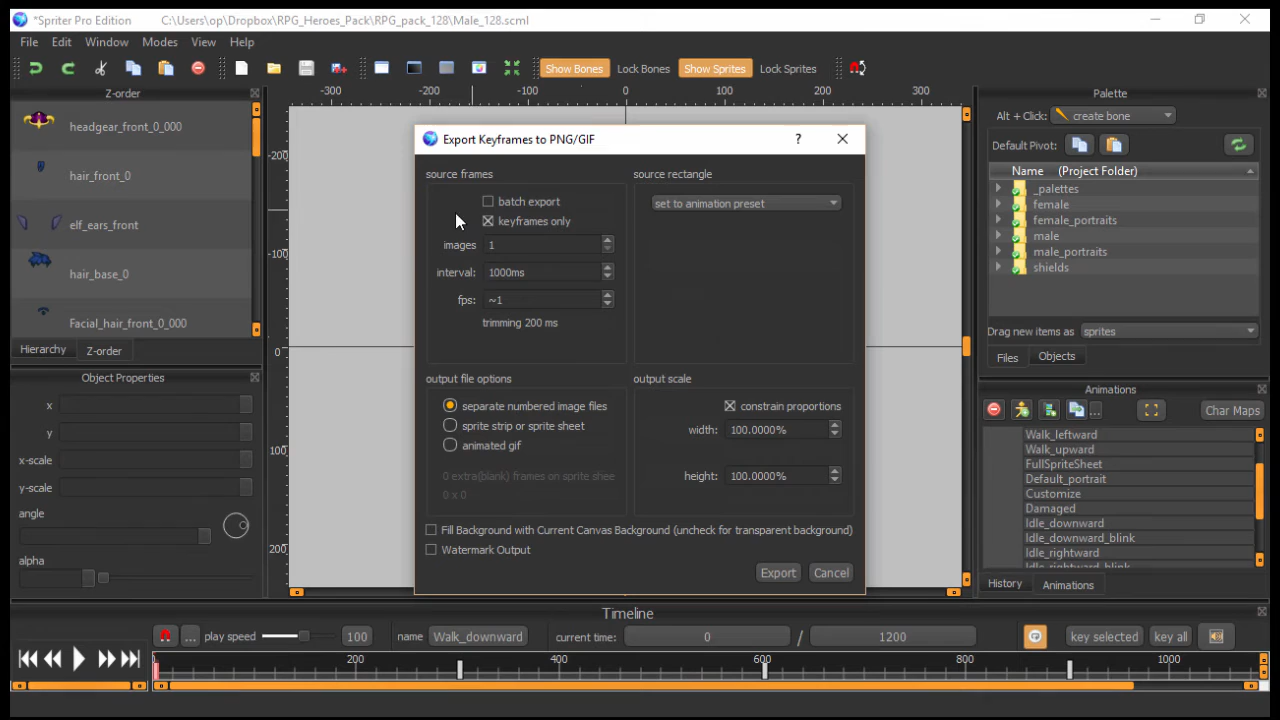 *Spriter Pro Edition C:\Users\op\Dropbox\RPG_Heroes_Pack\RPG_pack_128\Male_128.scml
File Edit Window Modes View Help
Show Bones Lock Bones Show Sprites Lock Sprites
Z-order
headgear_front_0_000
hair_front_0
elf_ears_front
hair_base_0
Facial_hair_front_0_000
Hierarchy Z-order
Object Properties
x
y
x-scale
y-scale
angle
alpha
-300 -200 -100 0 100 200 300
-200
-100
0
100
200
Export Keyframes to PNG/GIF ?
source frames
batch export
keyframes only
images 1
interval: 1000ms
fps: ~1
trimming 200 ms
source rectangle
set to animation preset
output file options
separate numbered image files
sprite strip or sprite sheet
animated gif
0 extra(blank) frames on sprite shee
0 x 0
output scale
constrain proportions
width: 100.0000%
height: 100.0000%
Fill Background with Current Canvas Background (uncheck for transparent background)
Watermark Output
Export Cancel
Palette
Alt + Click: create bone
Default Pivot:
Name (Project Folder)
_palettes
female
female_portraits
male
male_portraits
shields
Drag new items as sprites
Files Objects
Animations
... Char Maps
Walk_leftward
Walk_upward
FullSpriteSheet
Default_portrait
Customize
Damaged
Idle_downward
Idle_downward_blink
Idle_rightward
Idle_rightward_blink
History Animations
Timeline
... play speed 100 name Walk_downward current time: 0 / 1200 key selected key all
200 400 600 800 1000